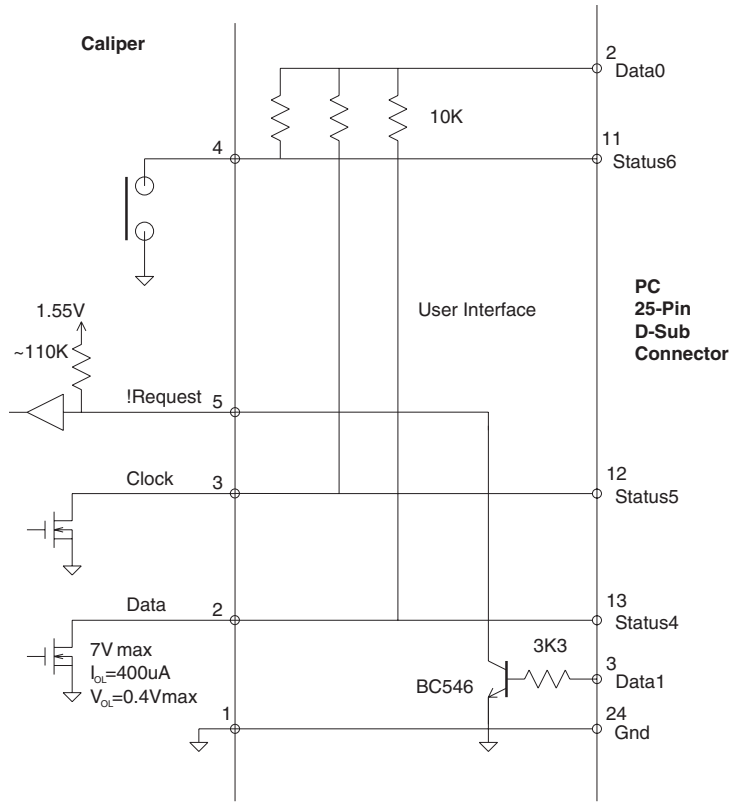 Caliper
2
Data0
10K
4
11
Status6
1.55V
~110K
User Interface
PC
25-Pin
D-Sub
Connector
!Request
5
Clock
3
12
Status5
Data
2
13
Status4
7V max
IOL=400uA
VOL=0.4Vmax
3K3
BC546
3
Data1
1
24
Gnd